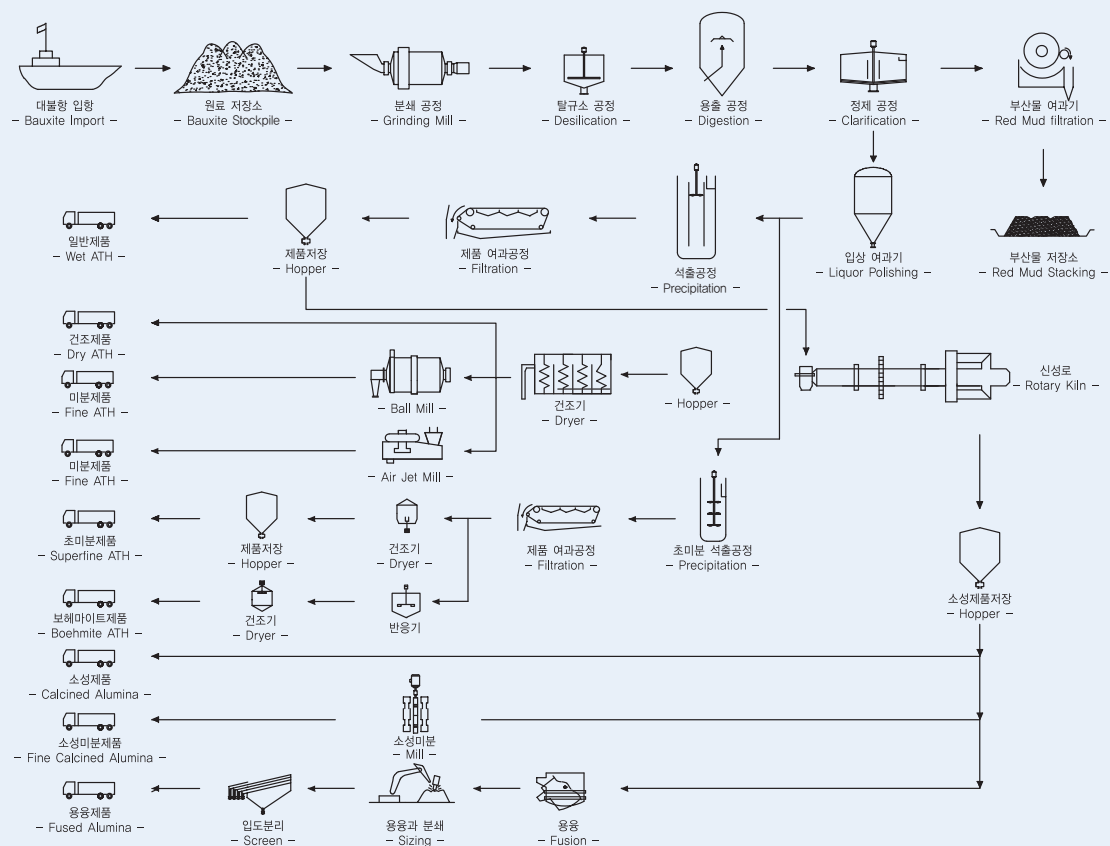 대불항 입항
– Bauxite Import –
원료 저장소
– Bauxite Stockpile –
분쇄 공정
– Grinding Mill –
탈규소 공정
– Desilication –
용출 공정
– Digestion –
정제 공정
– Clarification –
부산물 여과기
– Red Mud filtration –
일반제품
– Wet ATH –
제품저장
– Hopper –
제품 여과공정
– Filtration –
석출공정
– Precipitation –
입상 여과기
– Liquor Polishing –
부산물 저장소
– Red Mud Stacking –
건조제품
– Dry ATH –
미분제품
– Fine ATH –
– Ball Mill –
건조기
– Dryer –
– Hopper –
신성로
– Rotary Kiln –
미분제품
– Fine ATH –
– Air Jet Mill –
초미분제품
– Superfine ATH –
제품저장
– Hopper –
건조기
– Dryer –
제품 여과공정
– Filtration –
초미분 석출공정
– Precipitation –
보헤마이트제품
– Boehmite ATH –
건조기
– Dryer –
반응기
소성제품저장
– Hopper –
소성제품
– Calcined Alumina –
소성미분제품
– Fine Calcined Alumina –
소성미분
– Mill –
용융제품
– Fused Alumina –
입도분리
– Screen –
용융과 분쇄
– Sizing –
용융
– Fusion –